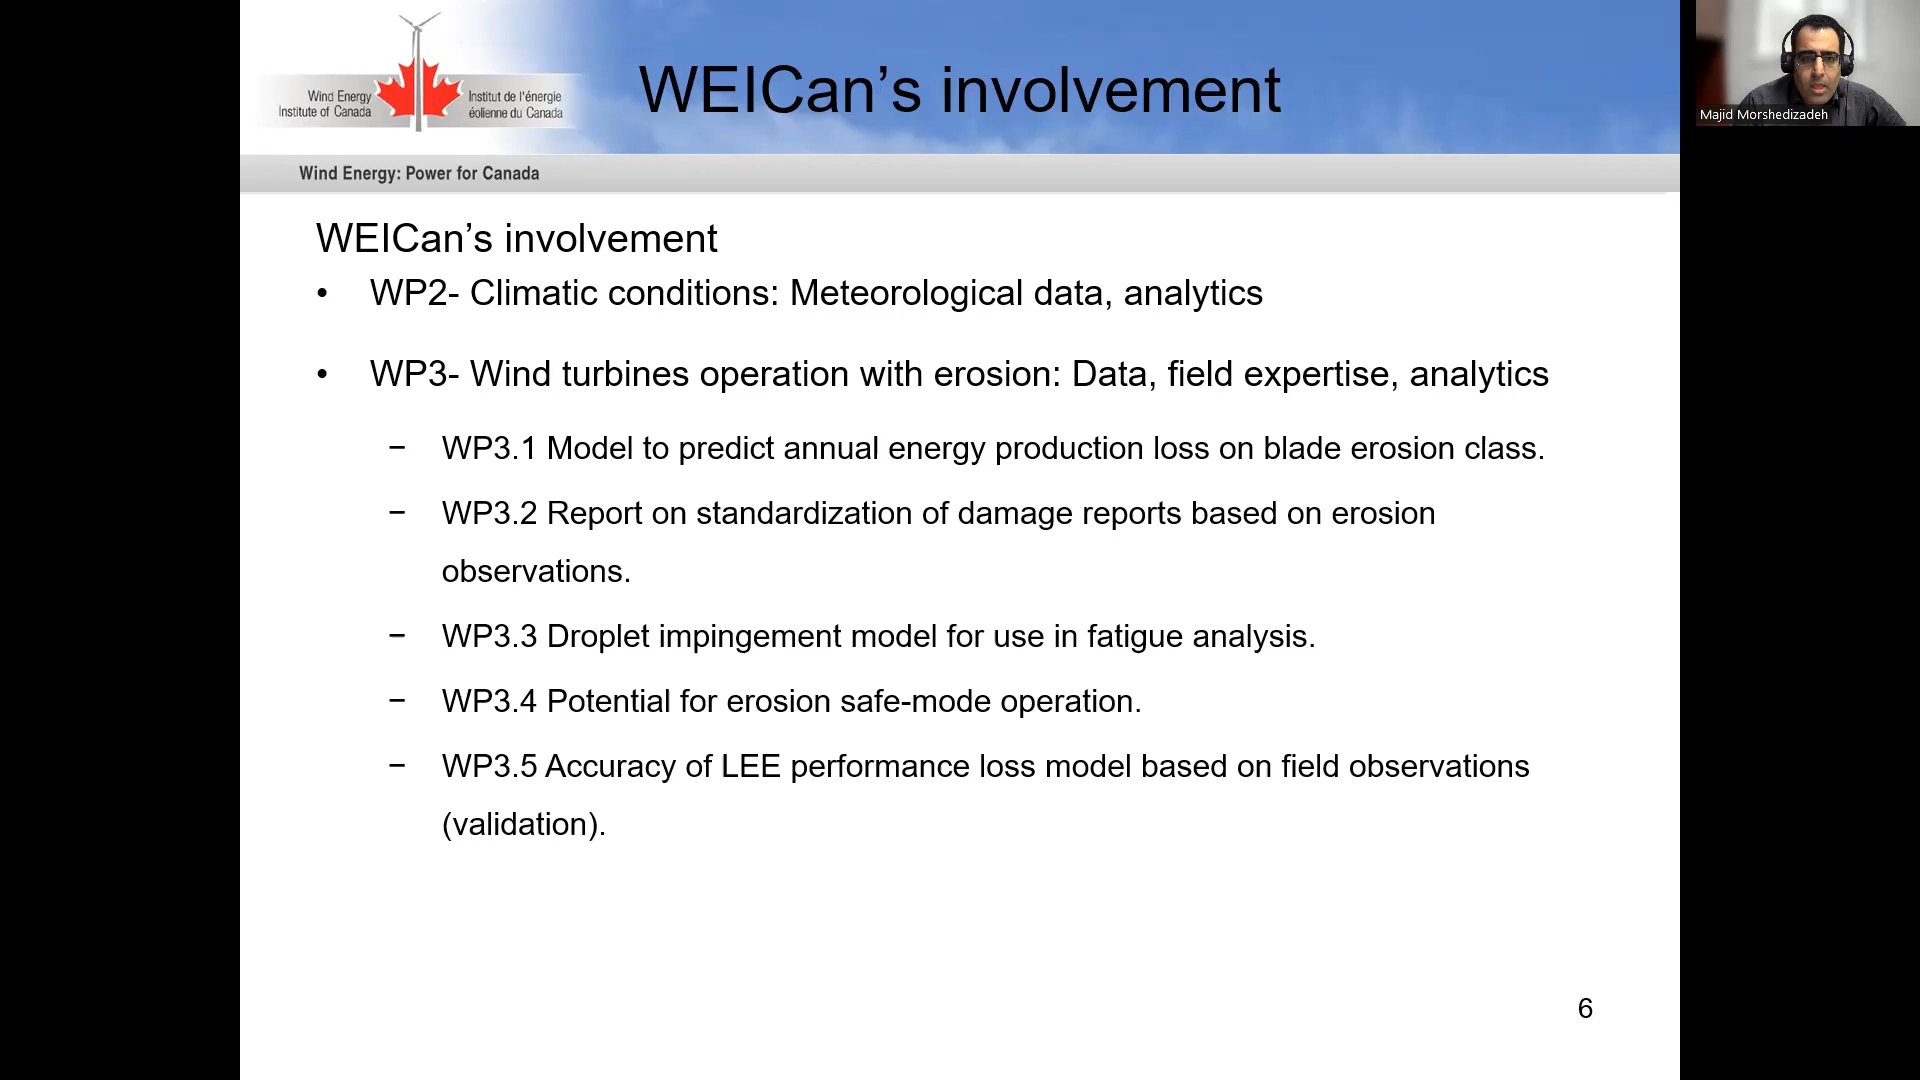 WEICan’s involvement
Wind Energy
Institute of Canada
Institut de l'énergie
éolienne du Canada
Majid Morshedizadeh
Wind Energy: Power for Canada
WEICan’s involvement
• WP2- Climatic conditions: Meteorological data, analytics
• WP3- Wind turbines operation with erosion: Data, field expertise, analytics
− WP3.1 Model to predict annual energy production loss on blade erosion class.
− WP3.2 Report on standardization of damage reports based on erosion
observations.
− WP3.3 Droplet impingement model for use in fatigue analysis.
− WP3.4 Potential for erosion safe-mode operation.
− WP3.5 Accuracy of LEE performance loss model based on field observations
(validation).
6